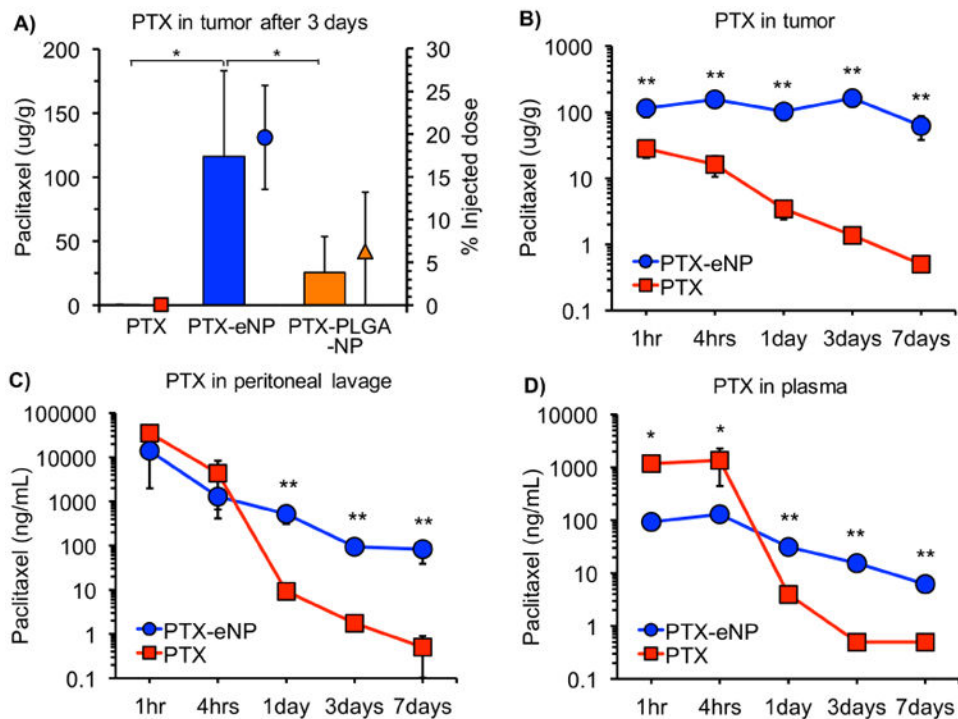 A) PTX in tumor after 3 days
Paclitaxel (ug/g)
200
150
100
50
0
* *
30
25
20
15
10
5
0
% Injected dose
PTX PTX-eNP PTX-PLGA
-NP
B) PTX in tumor
Paclitaxel (ug/g)
1000
100
10
1
0.1
** ** ** ** **
PTX-eNP
PTX
1hr 4hrs 1day 3days 7days
C) PTX in peritoneal lavage
Paclitaxel (ng/mL)
100000
10000
1000
100
10
1
0.1
** ** **
PTX-eNP
PTX
1hr 4hrs 1day 3days 7days
D) PTX in plasma
Paclitaxel (ng/mL)
10000
1000
100
10
1
0.1
* * ** ** **
PTX-eNP
PTX
1hr 4hrs 1day 3days 7days